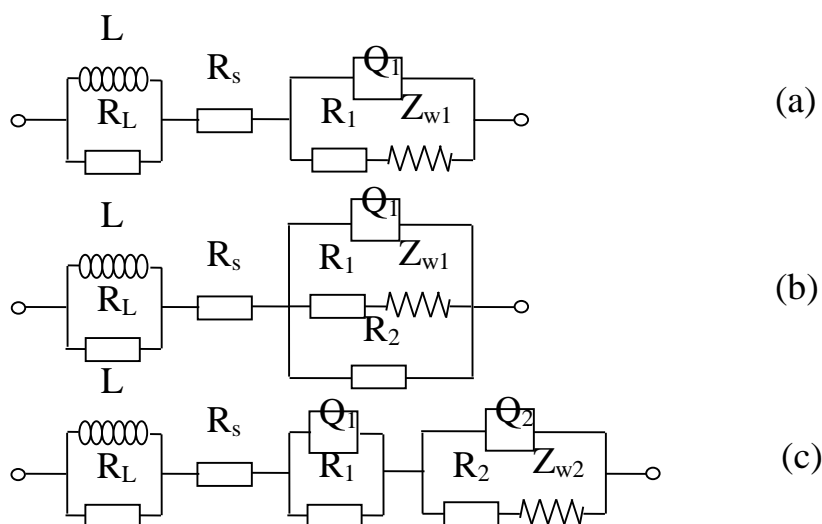 L
R_s
Q_1
R_L
R_1
Z_w1
(a)
L
R_s
Q_1
R_L
R_1
Z_w1
(b)
R_2
L
R_s
Q_1
Q_2
R_L
R_1
R_2
Z_w2
(c)